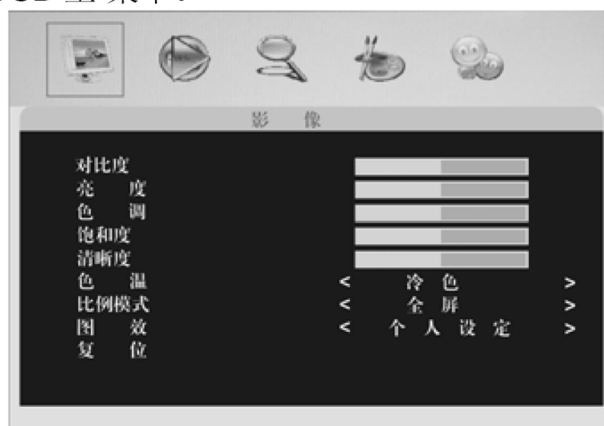 影 像
对比度
亮 度
色 调
饱和度
清晰度
色 温 < 冷 色 >
比例模式 < 全 屏 >
图 效 < 个 人 设 定 >
复 位